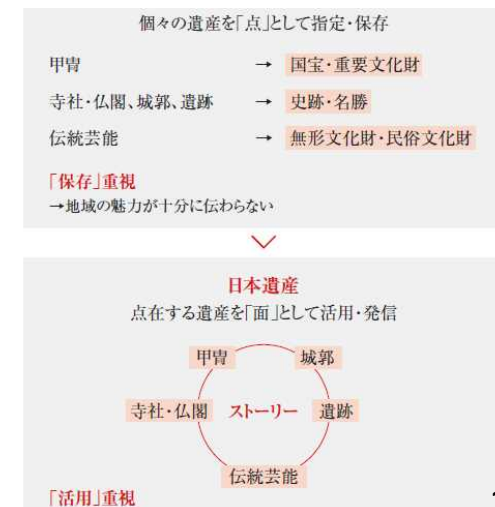 個々の遺産を「点」として指定・保存
甲冑 → 国宝・重要文化財
寺社・仏閣、城郭、遺跡 → 史跡・名勝
伝統芸能 → 無形文化財・民俗文化財
「保存」重視
→地域の魅力が十分に伝わらない
日本遺産
点在する遺産を「面」として活用・発信
甲冑 城郭
寺社・仏閣 ストーリー 遺跡
伝統芸能
「活用」重視